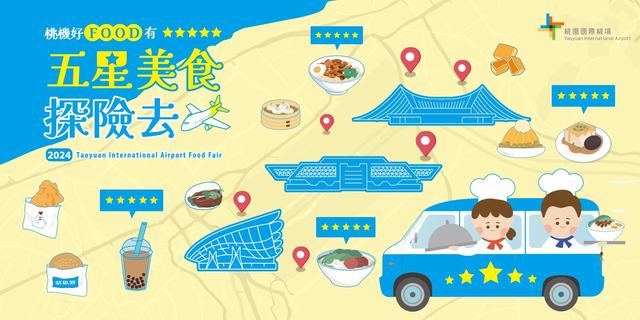 桃機好FOOD有★★★★★
五星美食
探險去
2024 Taoyuan International Airport Food Fair
桃園國際機場
Taoyuan International Airport
胡椒餅